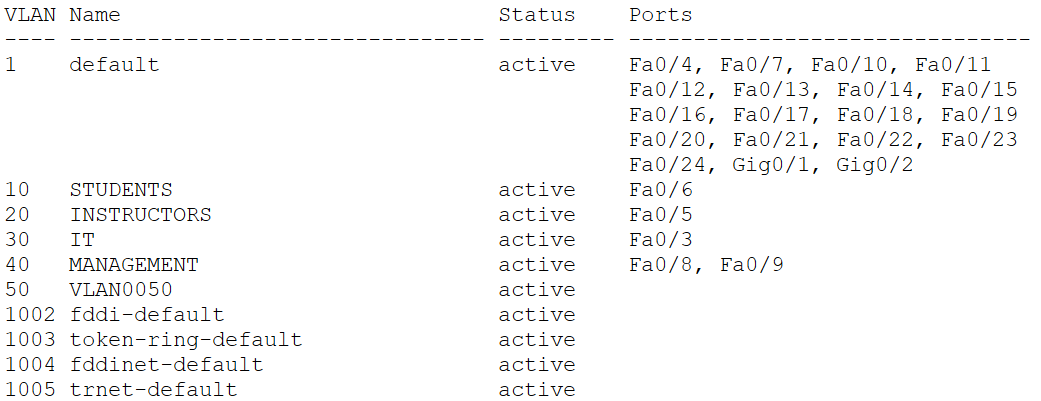 VLAN Name                             Status    Ports
---- -------------------------------- --------- -------------------------------
1    default                          active    Fa0/4, Fa0/7, Fa0/10, Fa0/11
                                                Fa0/12, Fa0/13, Fa0/14, Fa0/15
                                                Fa0/16, Fa0/17, Fa0/18, Fa0/19
                                                Fa0/20, Fa0/21, Fa0/22, Fa0/23
                                                Fa0/24, Gig0/1, Gig0/2
10   STUDENTS                         active    Fa0/6
20   INSTRUCTORS                      active    Fa0/5
30   IT                               active    Fa0/3
40   MANAGEMENT                       active    Fa0/8, Fa0/9
50   VLAN0050                         active
1002 fddi-default                     active
1003 token-ring-default               active
1004 fddinet-default                  active
1005 trnet-default                    active